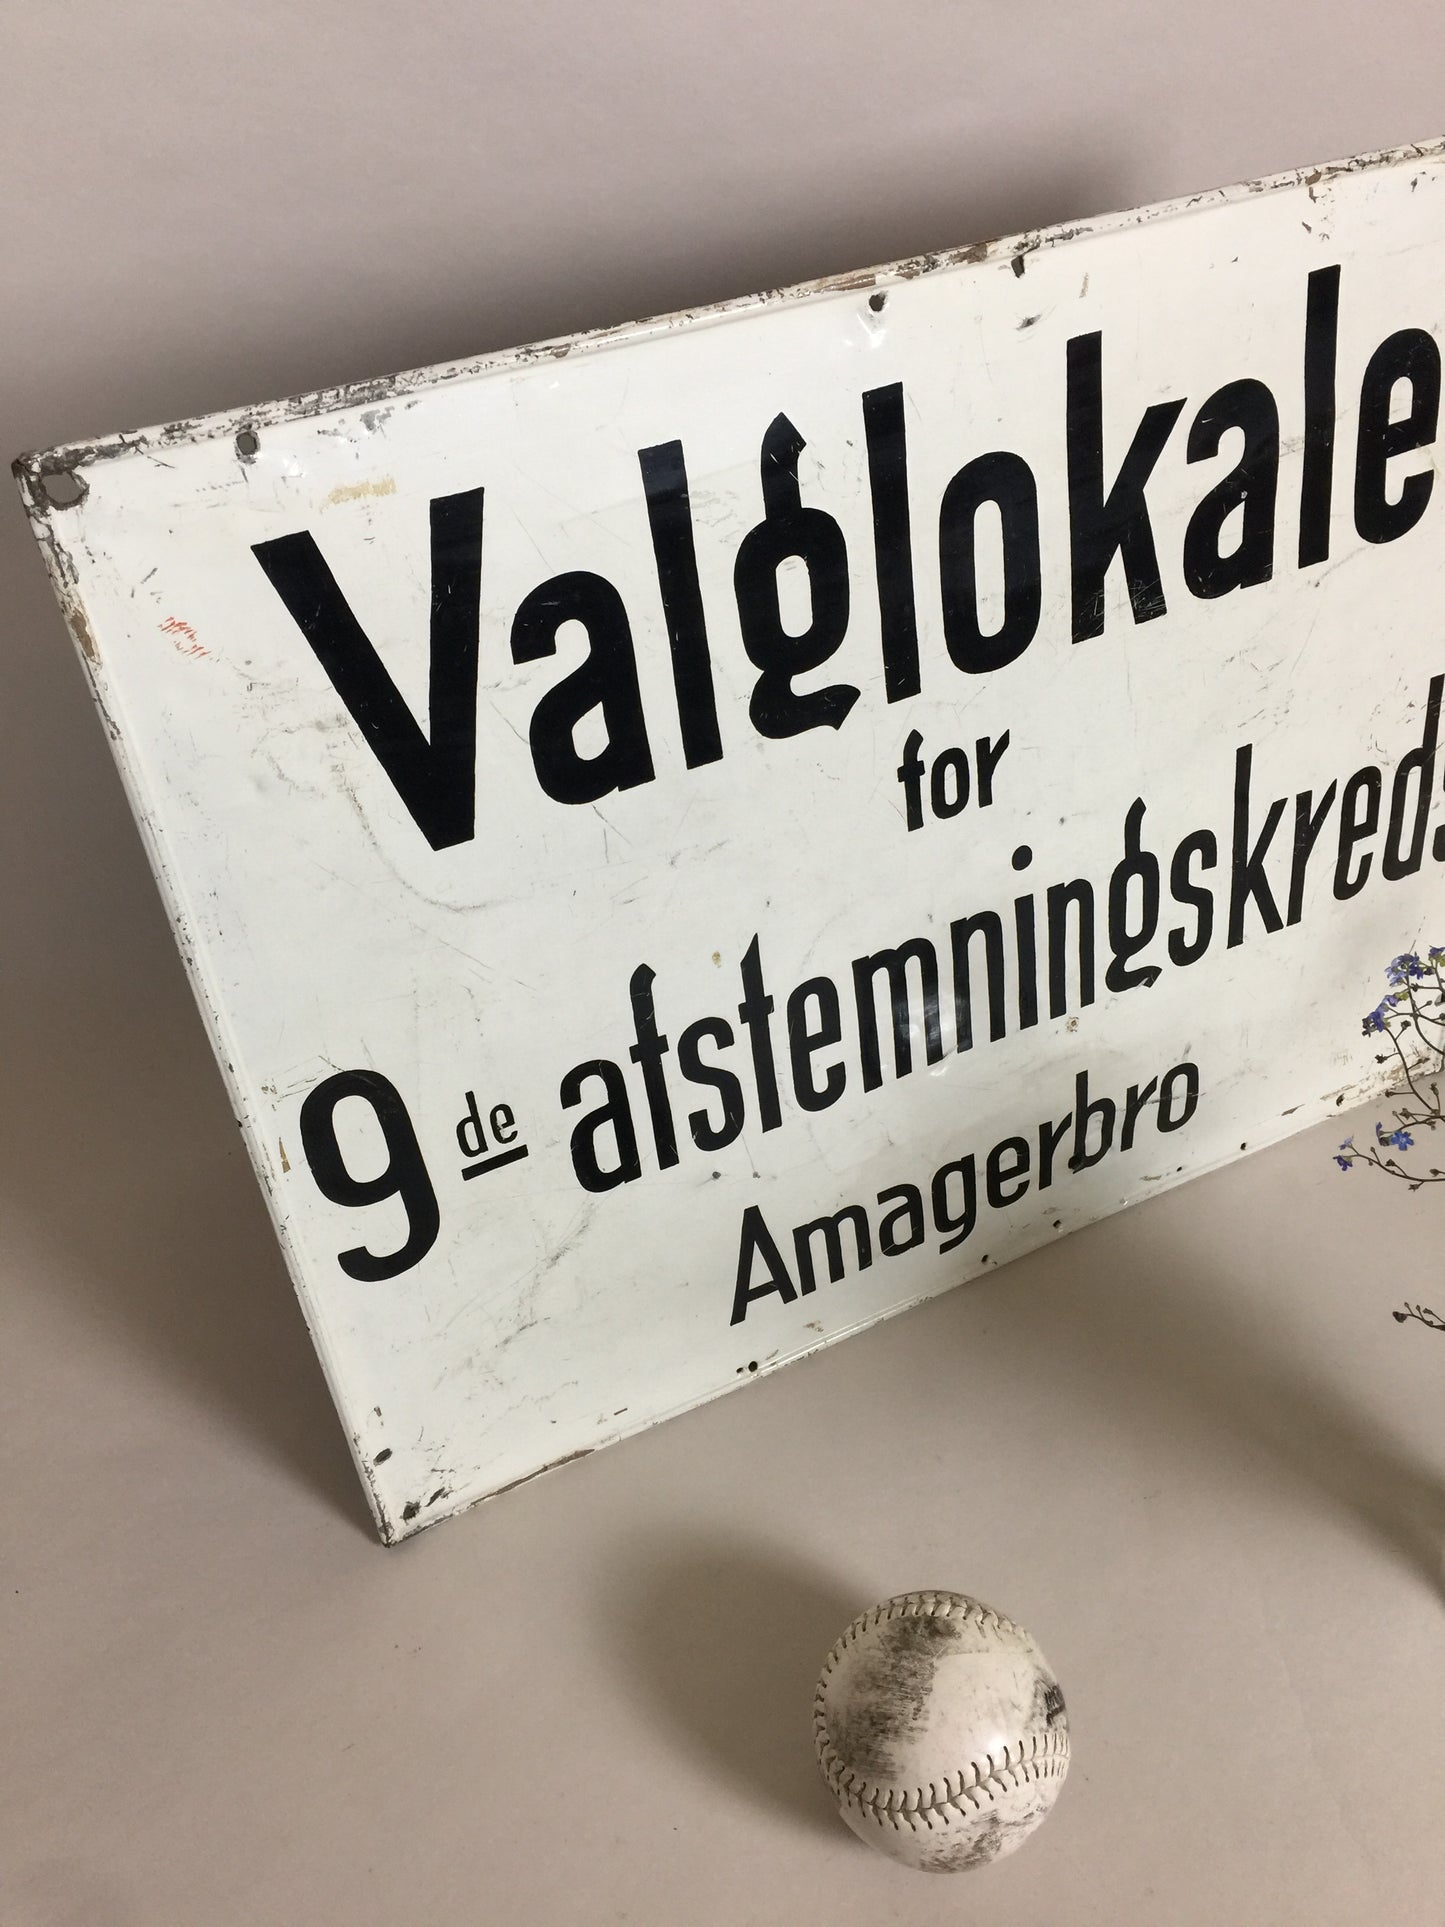 Valglokale
for
9de afstemningskreds
Amagerbro